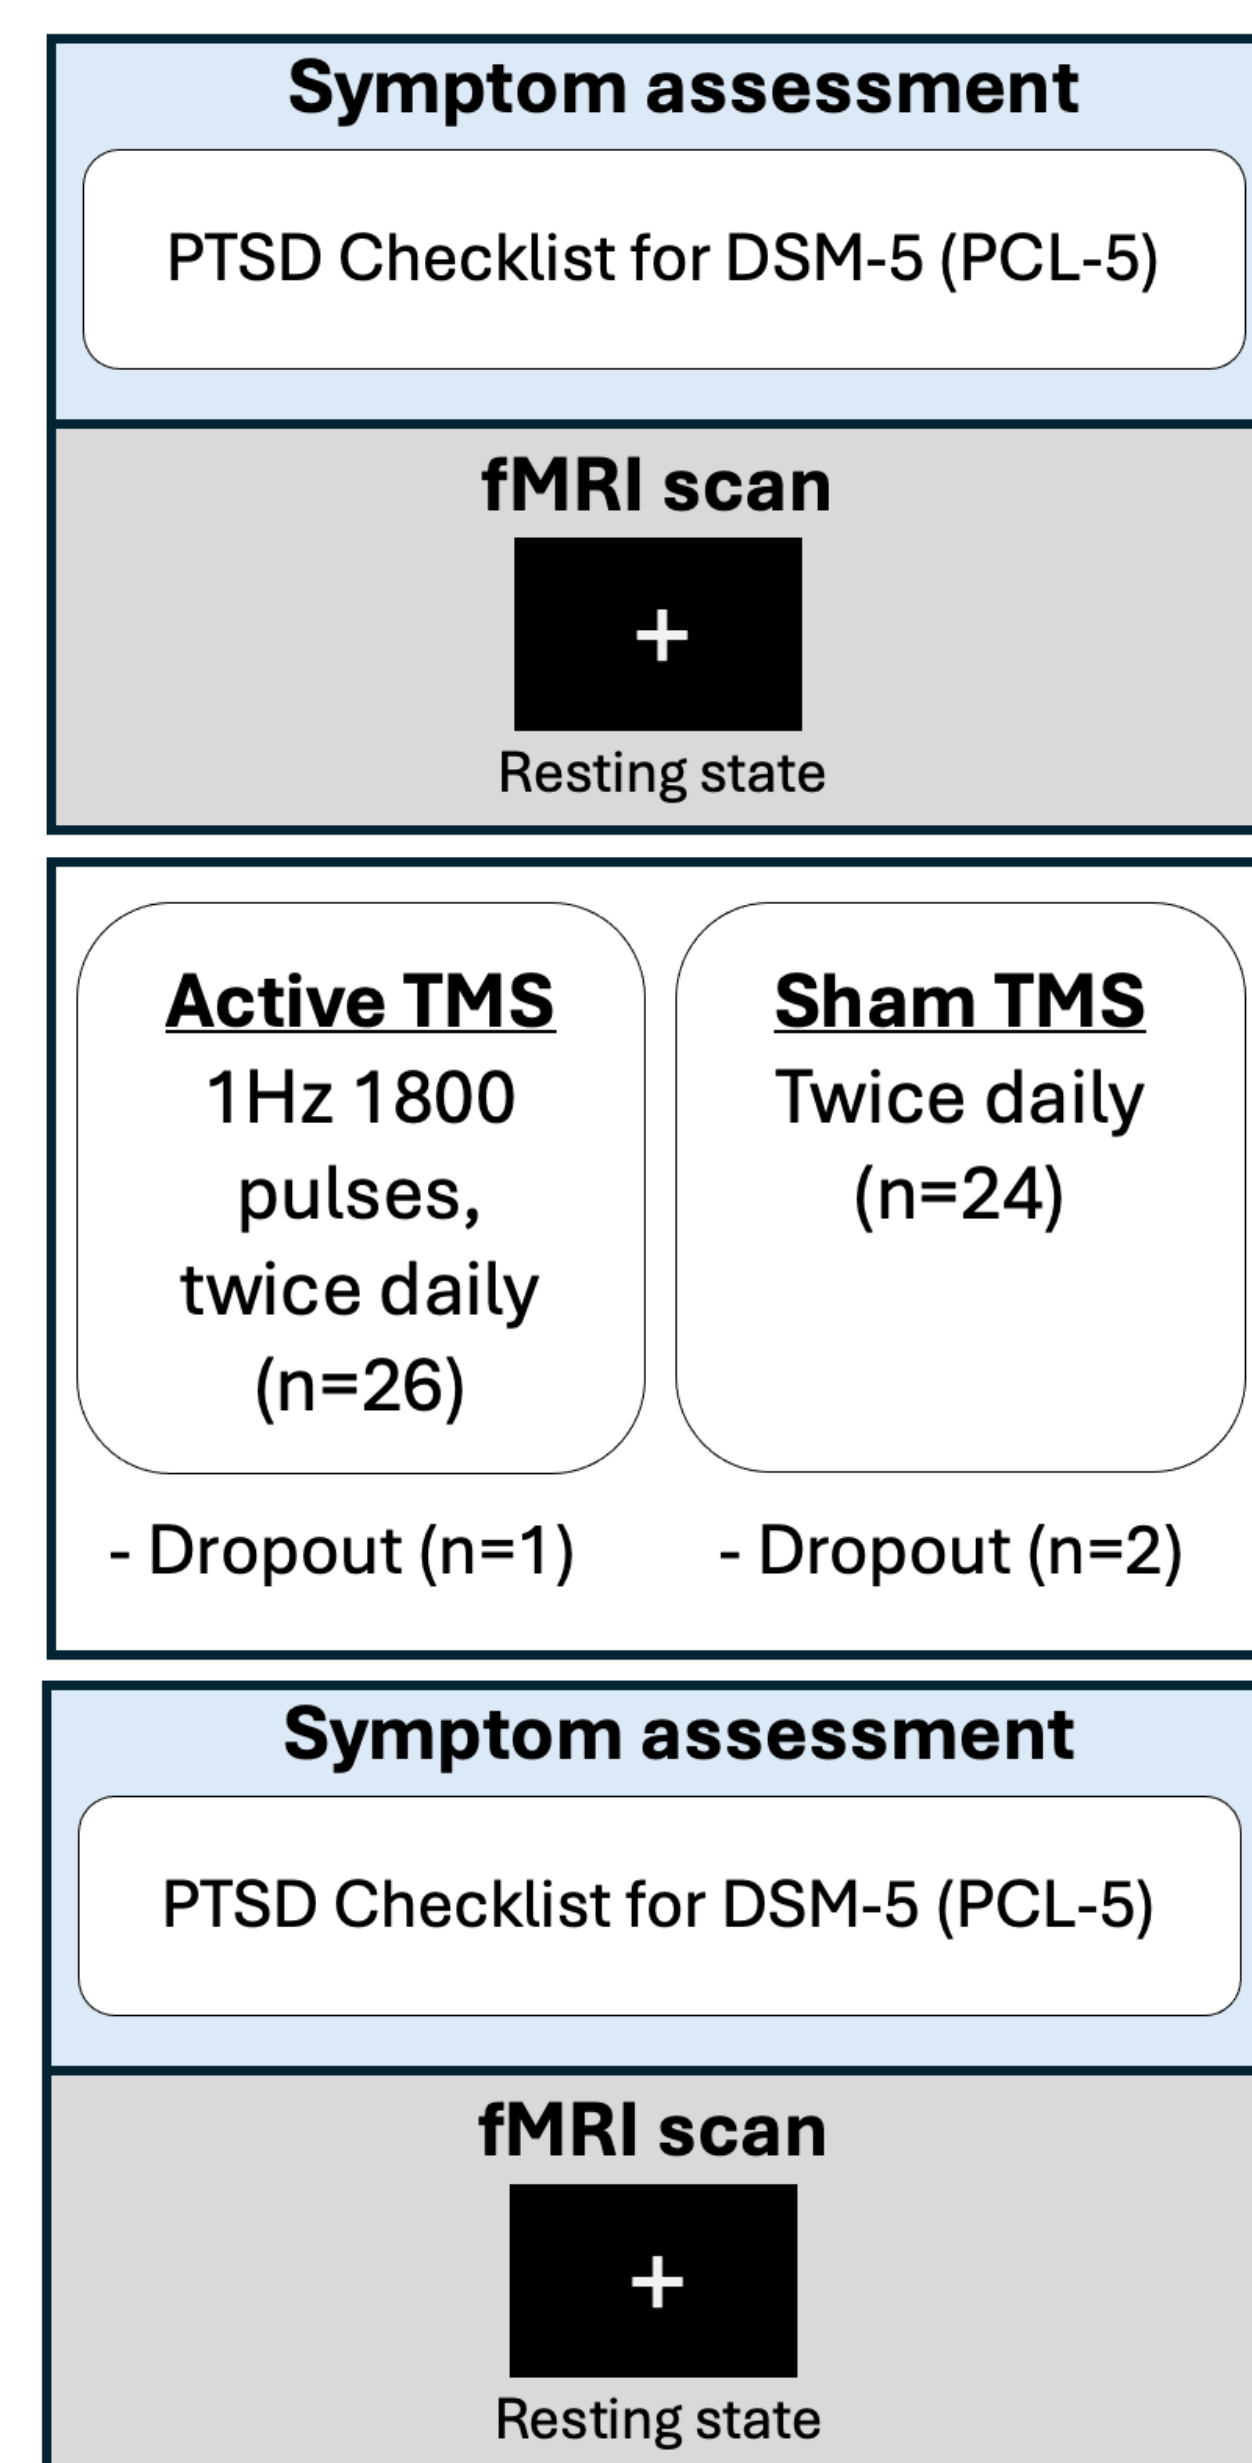 Symptom assessment
PTSD Checklist for DSM-5 (PCL-5)
fMRI scan
+
Resting state
Active TMS
1Hz 1800
pulses,
twice daily
(n=26)
- Dropout (n=1)
Sham TMS
Twice daily
(n=24)
- Dropout (n=2)
Symptom assessment
PTSD Checklist for DSM-5 (PCL-5)
fMRI scan
+
Resting state